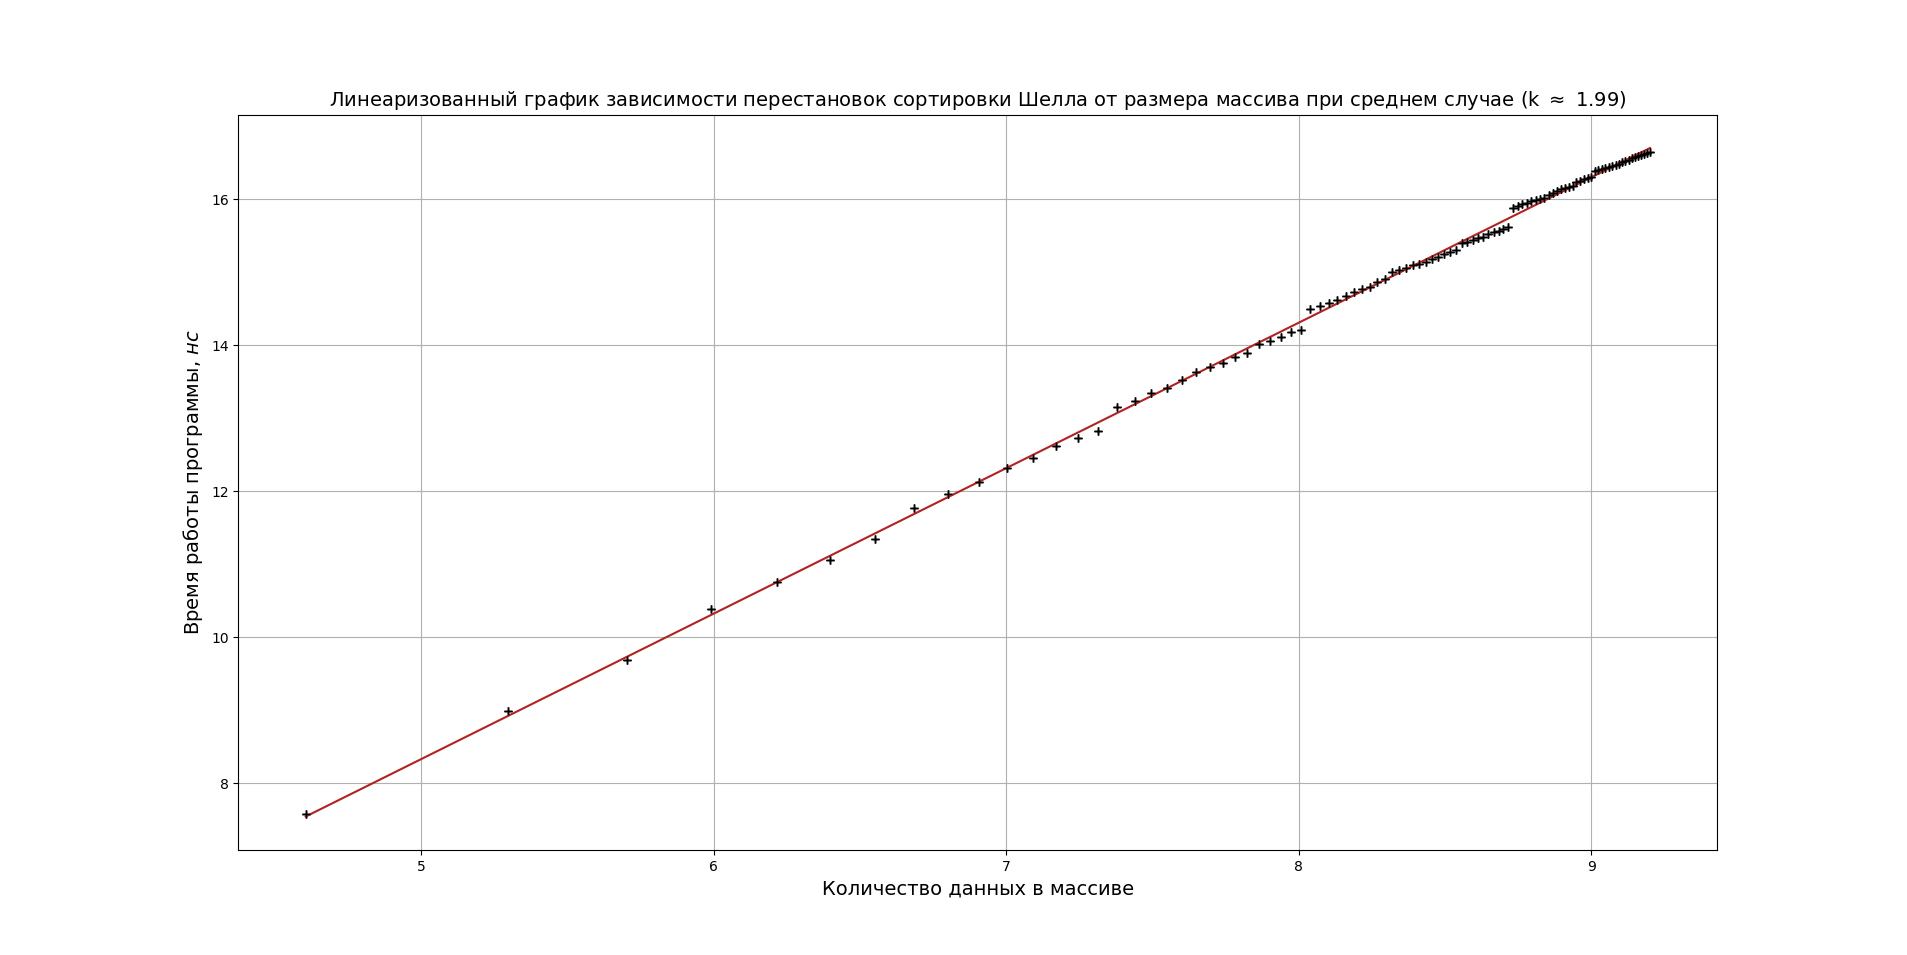 Линеаризованный график зависимости перестановок сортировки Шелла от размера массива при среднем случае (k ≈ 1.99)
Время работы программы, нс
16
14
12
10
8
5 6 7 8 9
Количество данных в массиве